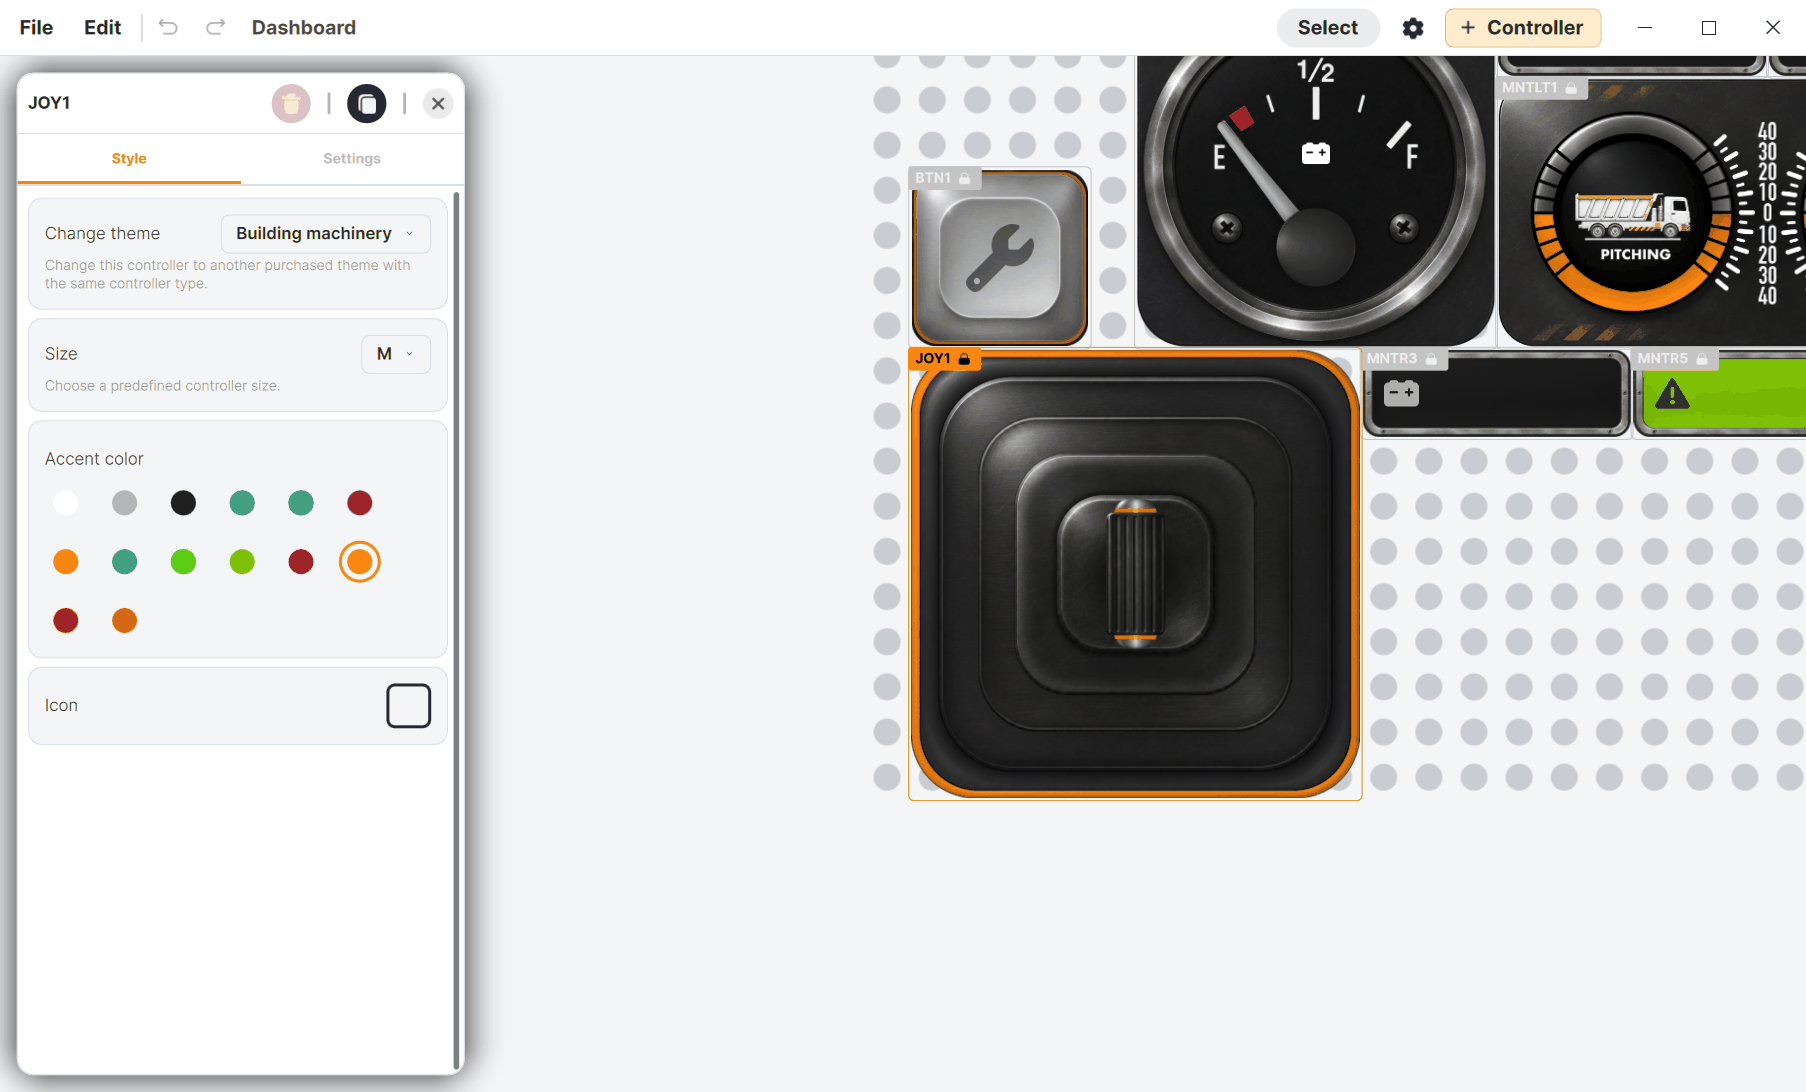 File Edit Dashboard Select + Controller
JOY1
Style Settings
Change theme Building machinery
Change this controller to another purchased theme with
the same controller type.
Size M
Choose a predefined controller size.
Accent color
Icon
1/2
E F
BTN1
MNTLT1
40
30
20
10
0
10
20
30
40
PITCHING
JOY1
MNTR3
MNTR5